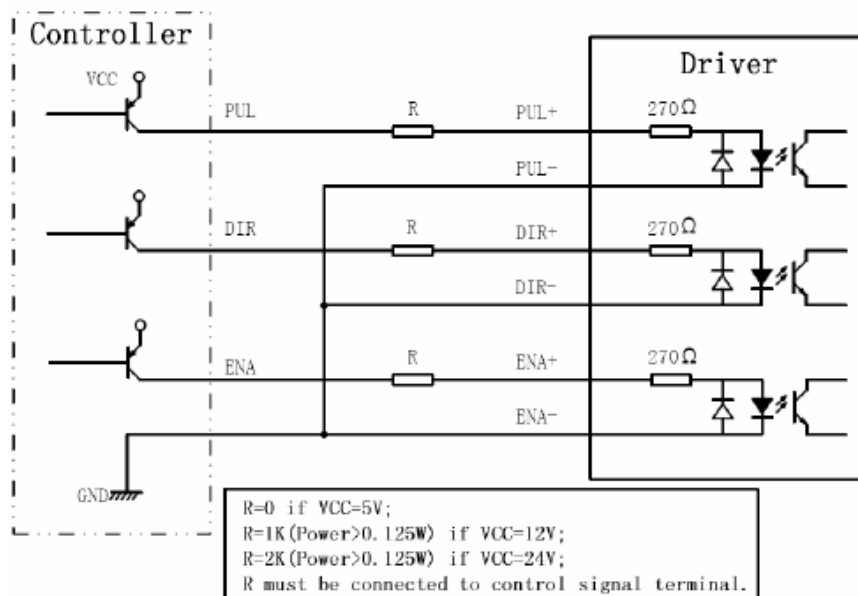 Controller
Driver
VCC
PUL
R
PUL+
270Ω
PUL-
DIR
R
DIR+
270Ω
DIR-
ENA
R
ENA+
270Ω
ENA-
GND
R=0 if VCC=5V;
R=1K(Power>0.125W) if VCC=12V;
R=2K(Power>0.125W) if VCC=24V;
R must be connected to control signal terminal.